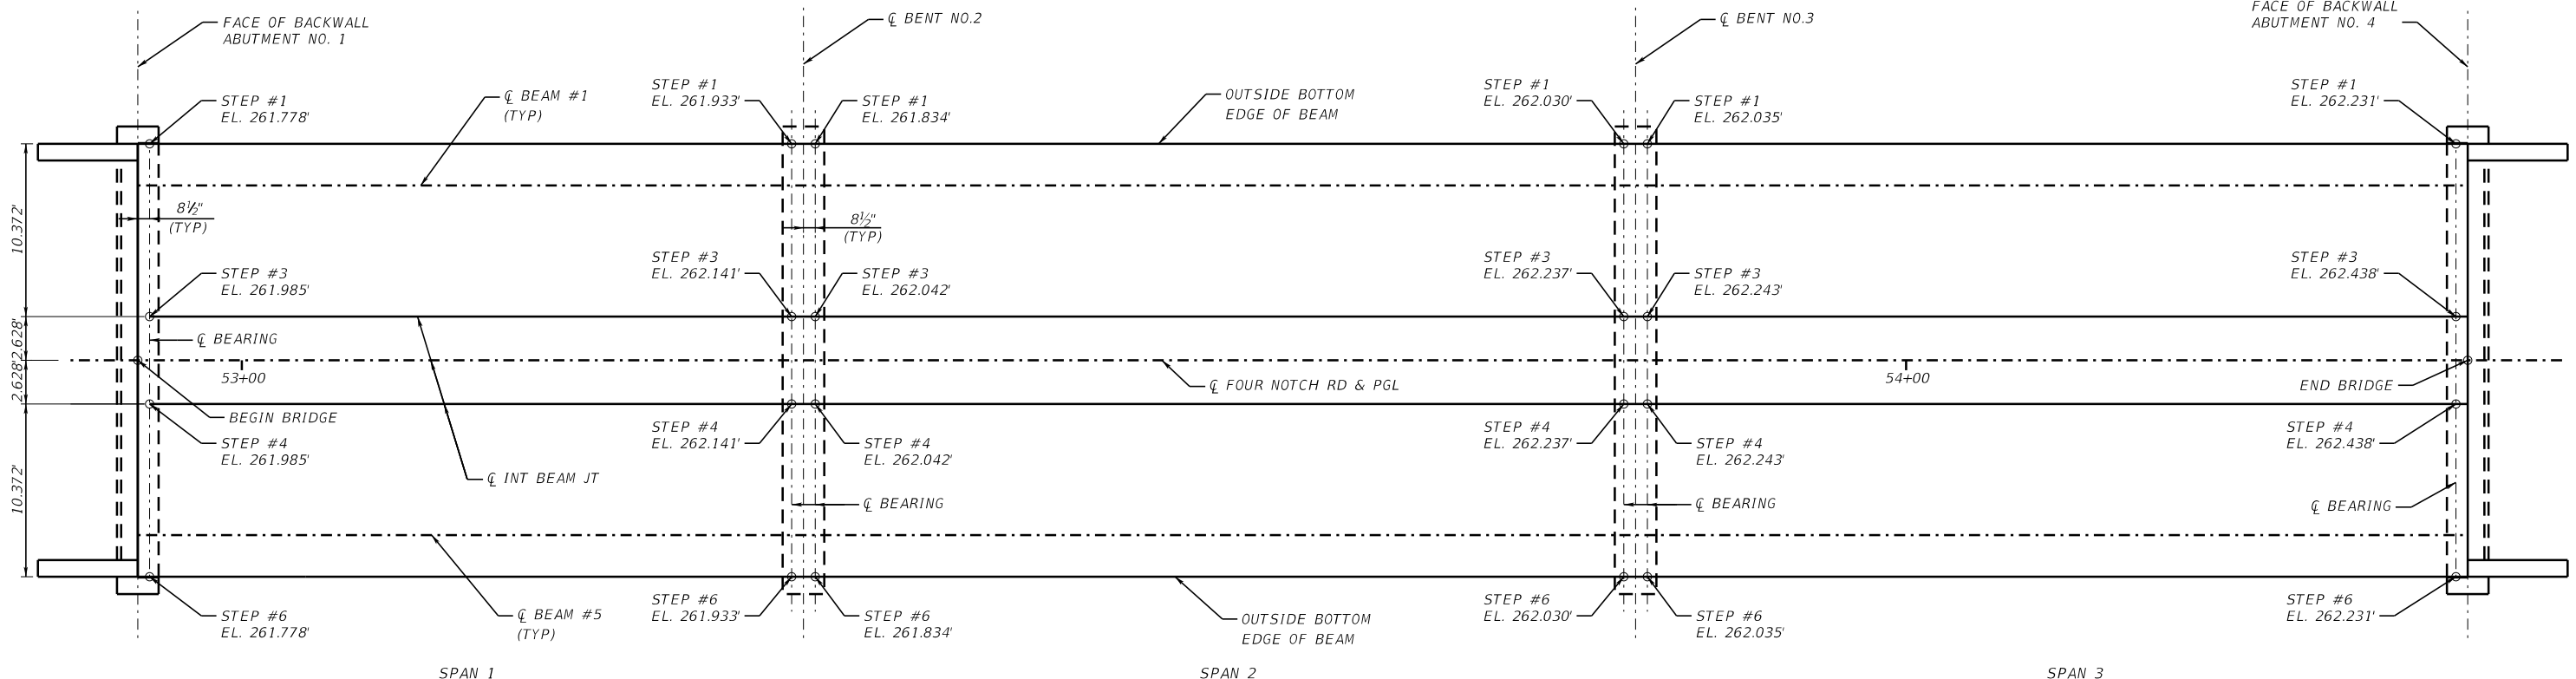 FACE OF BACKWALL
ABUTMENT NO. 1
℄ BENT NO.2
℄ BENT NO.3
FACE OF BACKWALL
ABUTMENT NO. 4
STEP #1
EL. 261.778'
℄ BEAM #1
(TYP)
STEP #1
EL. 261.933'
STEP #1
EL. 261.834'
OUTSIDE BOTTOM
EDGE OF BEAM
STEP #1
EL. 262.030'
STEP #1
EL. 262.035'
STEP #1
EL. 262.231'
10.372'
8½"
(TYP)
8½"
(TYP)
STEP #3
EL. 261.985'
STEP #3
EL. 262.141'
STEP #3
EL. 262.042'
STEP #3
EL. 262.237'
STEP #3
EL. 262.243'
STEP #3
EL. 262.438'
2.628'
℄ BEARING
53+00
℄ FOUR NOTCH RD & PGL
54+00
END BRIDGE
2.628'
BEGIN BRIDGE
STEP #4
EL. 261.985'
STEP #4
EL. 262.141'
STEP #4
EL. 262.042'
STEP #4
EL. 262.237'
STEP #4
EL. 262.243'
STEP #4
EL. 262.438'
10.372'
℄ INT BEAM JT
℄ BEARING
℄ BEARING
℄ BEARING
STEP #6
EL. 261.778'
℄ BEAM #5
(TYP)
STEP #6
EL. 261.933'
STEP #6
EL. 261.834'
OUTSIDE BOTTOM
EDGE OF BEAM
STEP #6
EL. 262.030'
STEP #6
EL. 262.035'
STEP #6
EL. 262.231'
SPAN 1
SPAN 2
SPAN 3